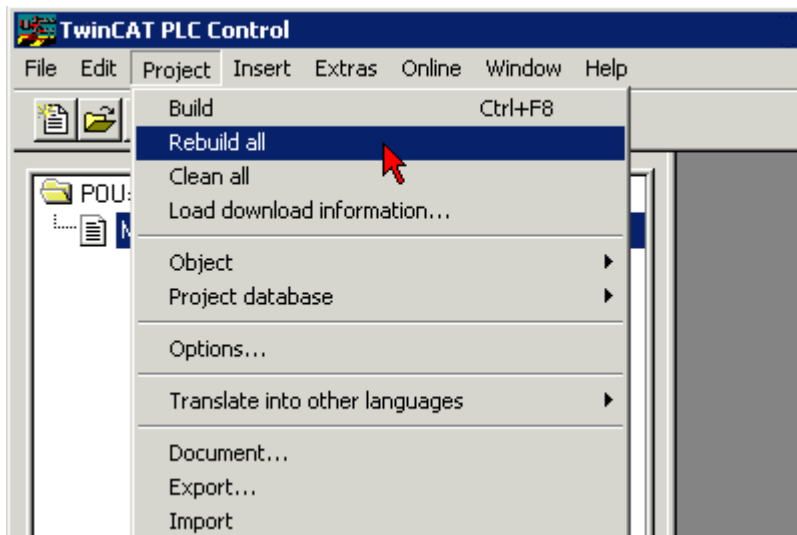 TwinCAT PLC Control
File Edit Project Insert Extras Online Window Help
Build Ctrl+F8
Rebuild all
Clean all
Load download information...
Object
Project database
Options...
Translate into other languages
Document...
Export...
Import